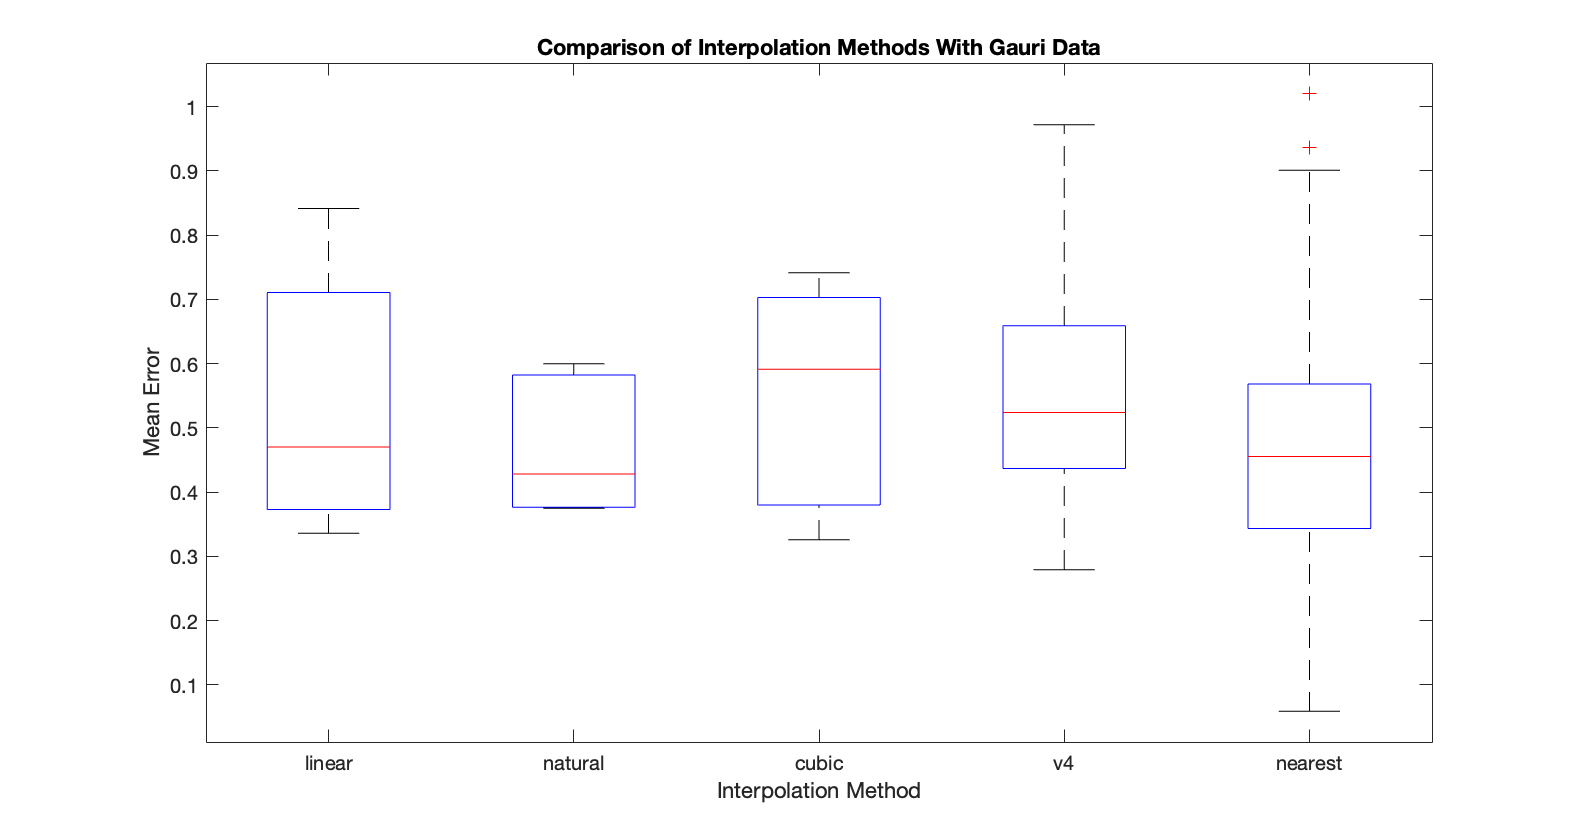 Comparison of Interpolation Methods With Gauri Data
1
0.9
0.8
0.7
0.6
0.5
0.4
0.3
0.2
0.1
Mean Error
linear natural cubic v4 nearest
Interpolation Method